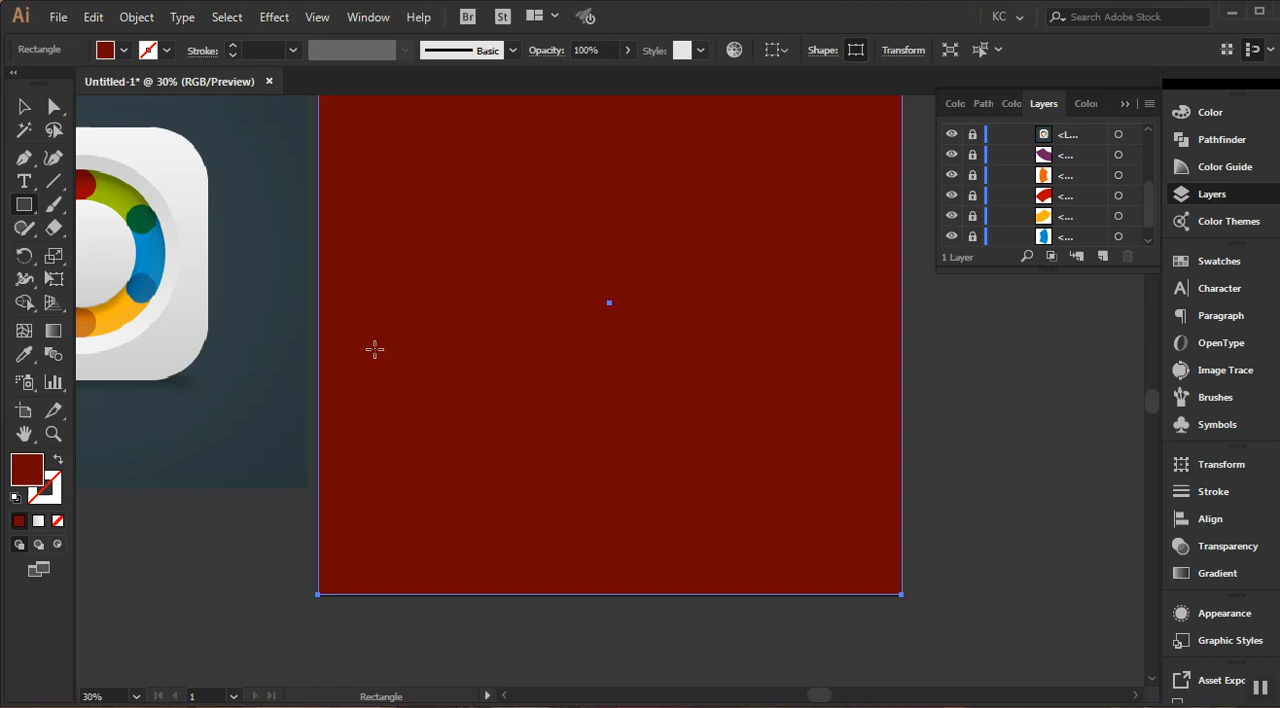 Ai File Edit Object Type Select Effect View Window Help Br St KC Search Adobe Stock
Rectangle Stroke: Basic Opacity: 100% Style: Shape: Transform
Untitled-1* @ 30% (RGB/Preview)
Colo Path Colo Layers Color
<L...
<...
<...
<...
<...
<...
1 Layer
Color
Pathfinder
Color Guide
Layers
Color Themes
Swatches
Character
Paragraph
OpenType
Image Trace
Brushes
Symbols
Transform
Stroke
Align
Transparency
Gradient
Appearance
Graphic Styles
Asset Expo
30% 1 Rectangle